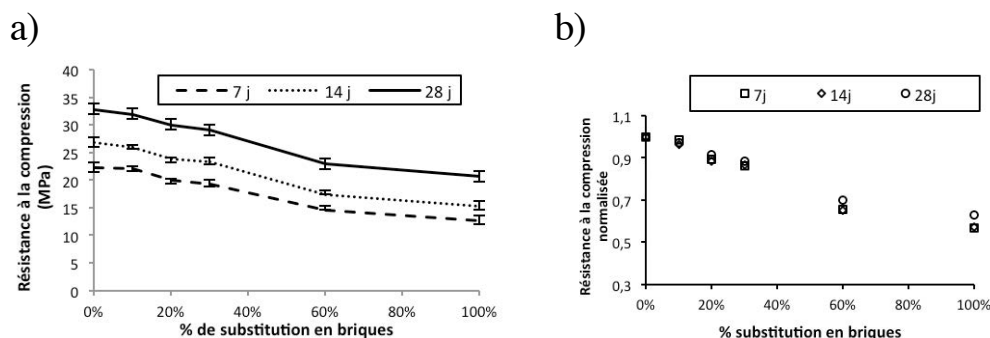 a)
7 j
14 j
28 j
Résistance à la compression
(MPa)
40
35
30
25
20
15
10
5
0
0%
20%
40%
60%
80%
100%
% de substitution en briques
b)
7j
14j
28j
Résistance à la compression
normalisée
1,1
0,9
0,7
0,5
0,3
0%
20%
40%
60%
80%
100%
% substitution en briques